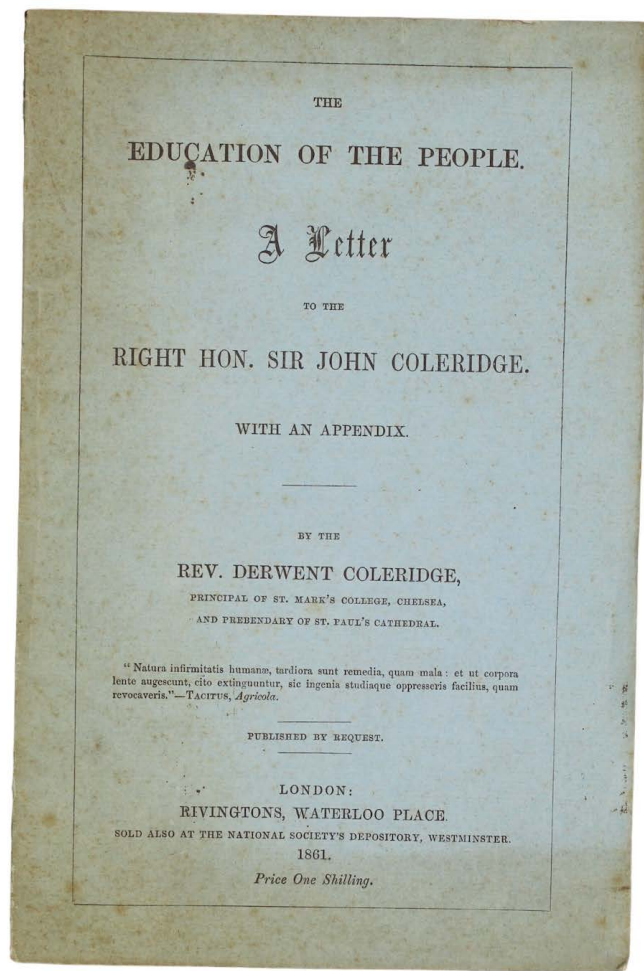 THE
EDUCATION OF THE PEOPLE.
A Letter
TO THE
RIGHT HON. SIR JOHN COLERIDGE.
WITH AN APPENDIX.
BY THE
REV. DERWENT COLERIDGE,
PRINCIPAL OF ST. MARK'S COLLEGE, CHELSEA,
AND PREBENDARY OF ST. PAUL'S CATHEDRAL.
"Natura infirmitatis humanæ, tardiora sunt remedia, quam mala: et ut corpora
lente augescunt, cito extinguuntur, sic ingenia studiaque oppresseris facilius, quam
revocaveris."—TACITUS, Agricola.
PUBLISHED BY REQUEST.
LONDON:
RIVINGTONS, WATERLOO PLACE.
SOLD ALSO AT THE NATIONAL SOCIETY'S DEPOSITORY, WESTMINSTER.
1861.
Price One Shilling.